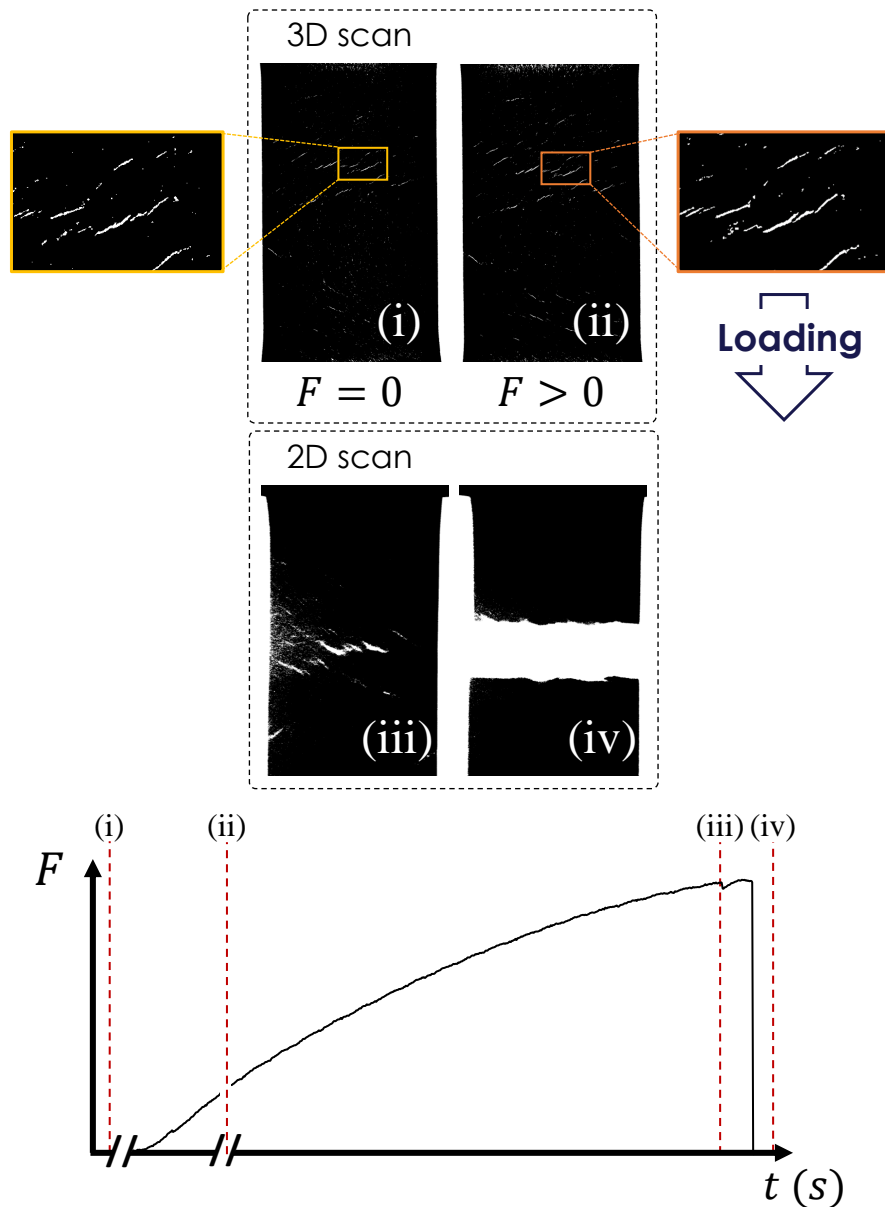 3D scan
(i)
(ii)
F = 0
F > 0
Loading
2D scan
(iii)
(iv)
(i)
(ii)
(iii)
(iv)
F
t (s)